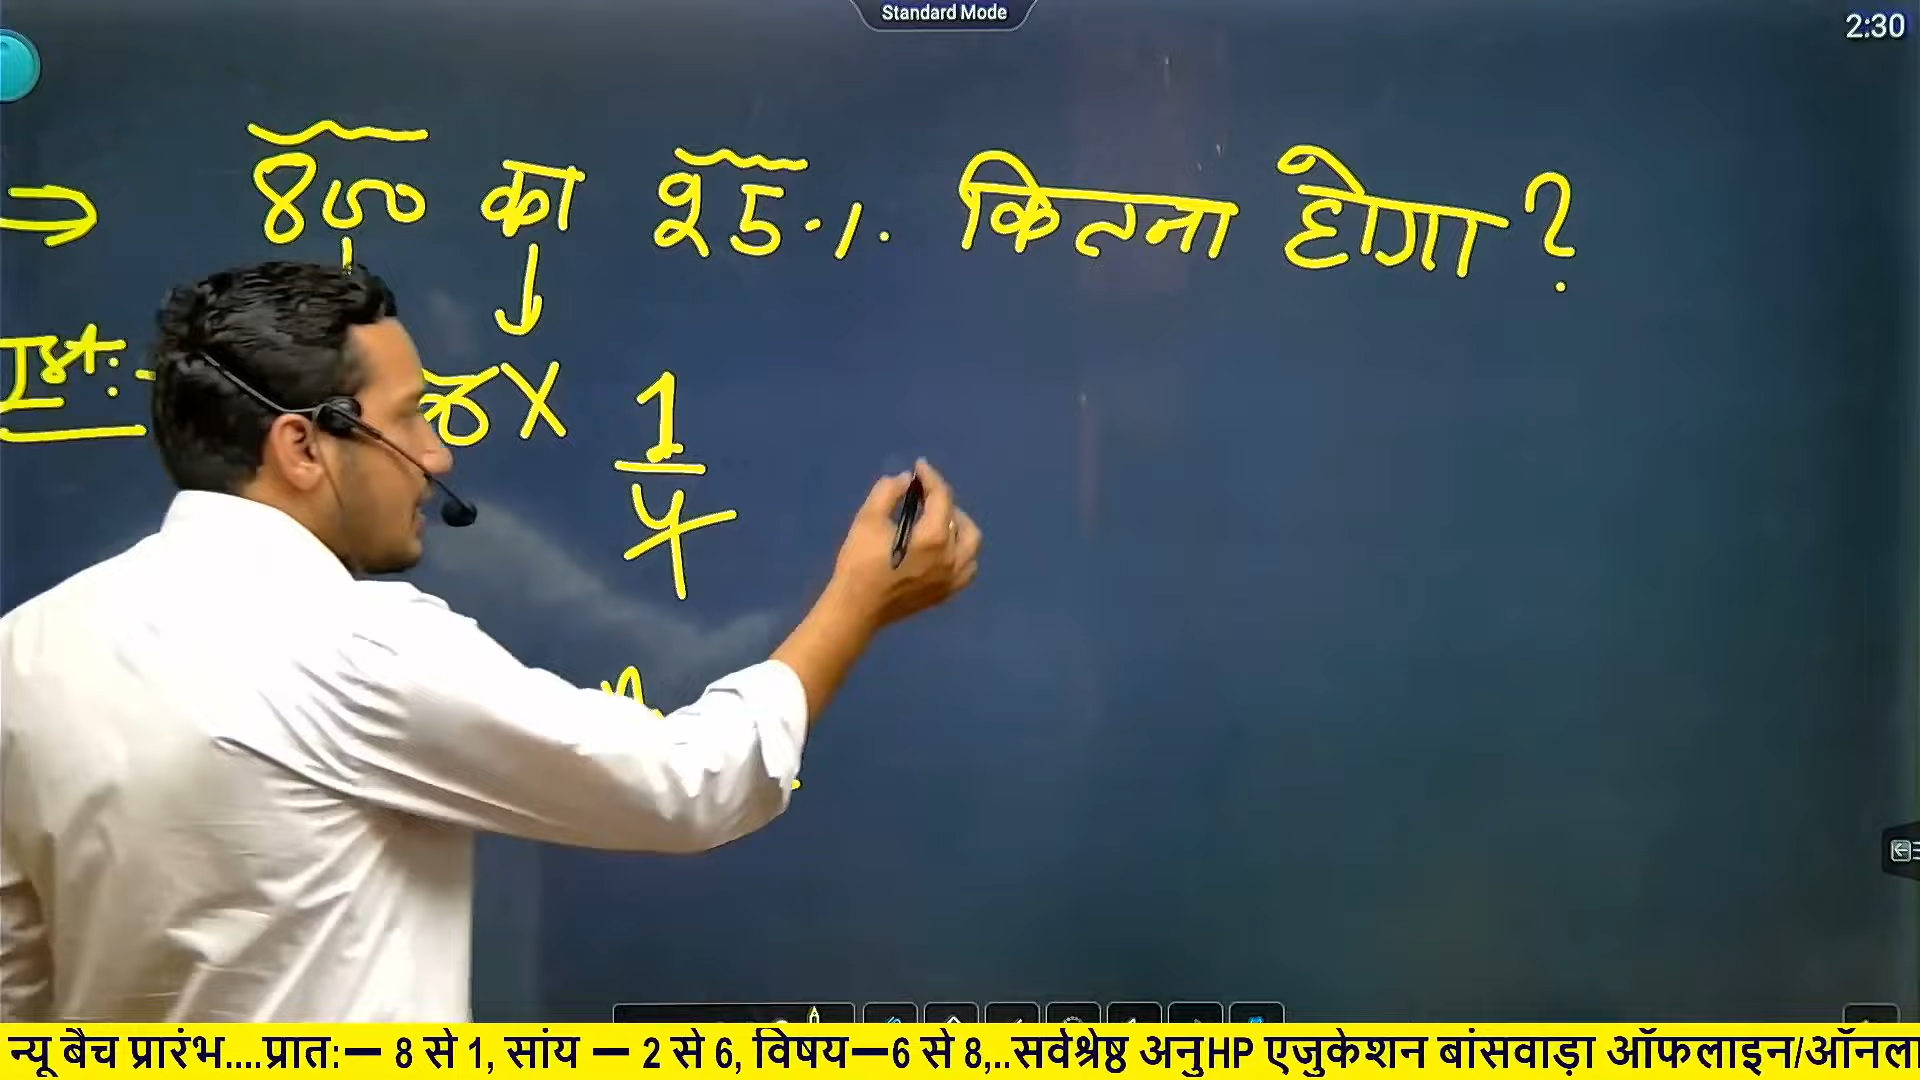 Standard Mode
2:30
⇒ 800 का 25% कितना होगा?
Ist:-
× 1/4
न्यू बैच प्रारंभ....प्रात:— 8 से 1, सांय — 2 से 6, विषय—6 से 8,..सर्वश्रेष्ठ अनुHP एजुकेशन बांसवाड़ा ऑफलाइन/ऑनला